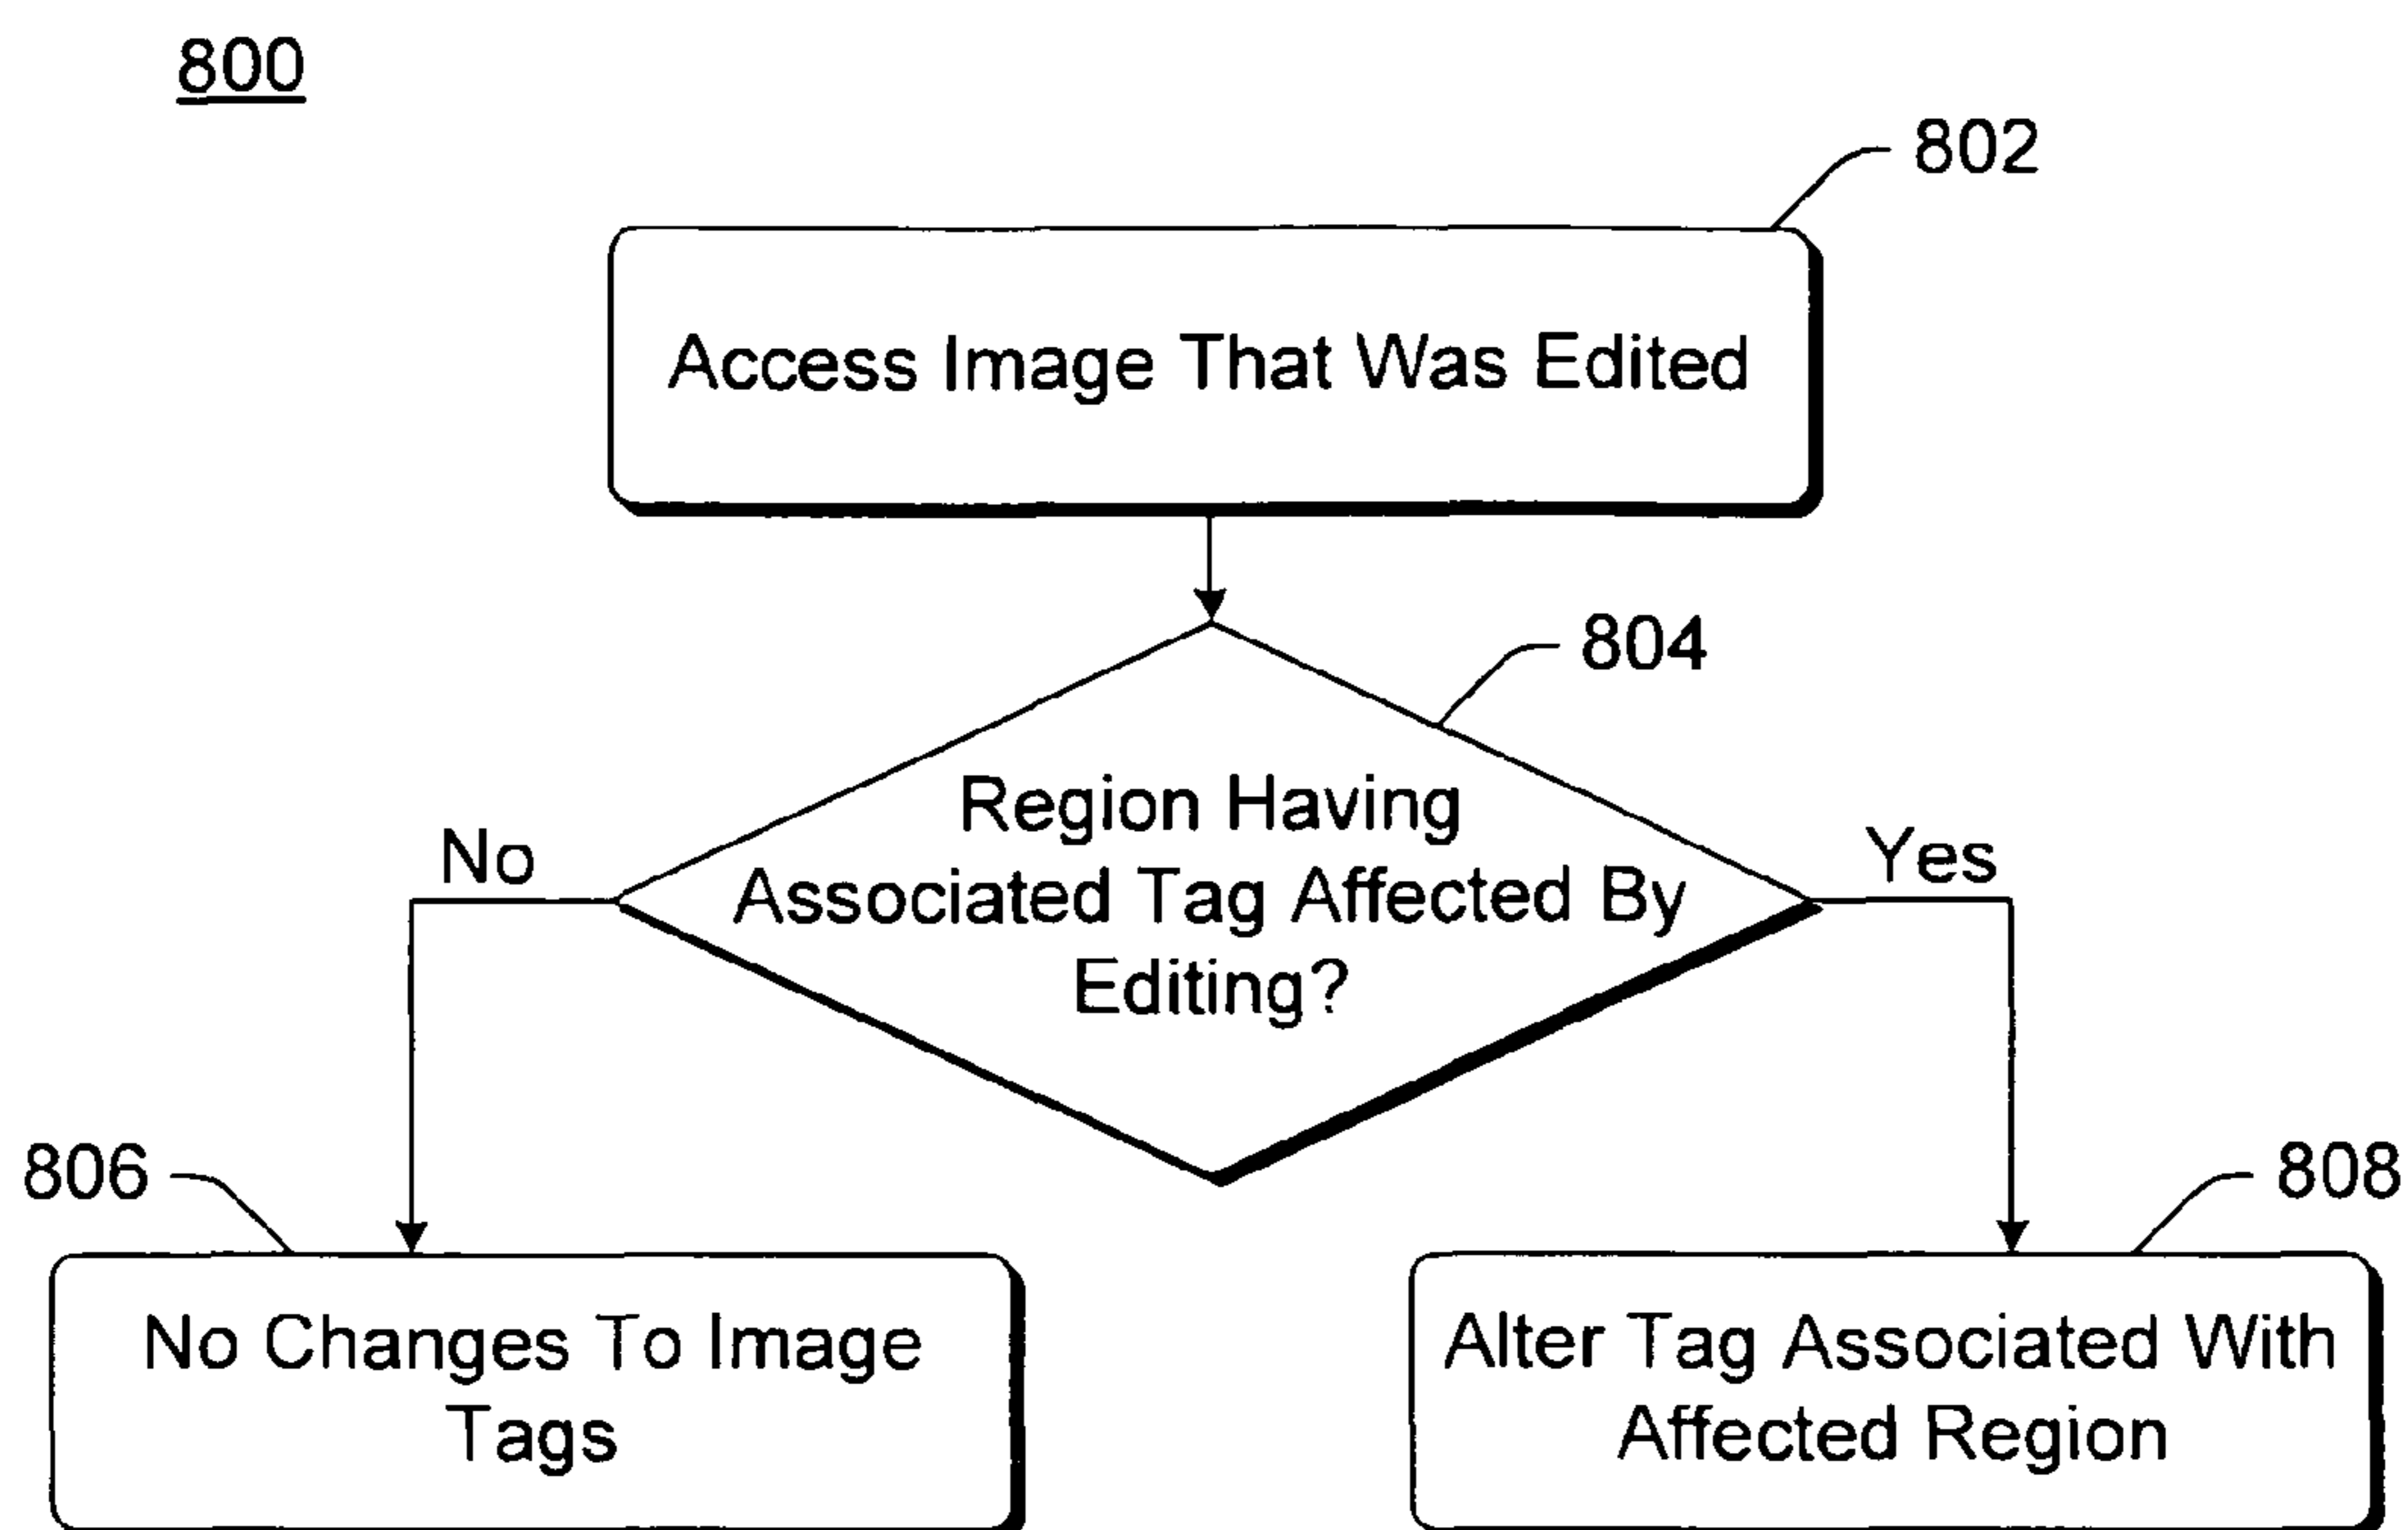 800
802
Access Image That Was Edited
804
Region Having
Associated Tag Affected By
Editing?
No
Yes
806
808
No Changes To Image
Tags
Alter Tag Associated With
Affected Region